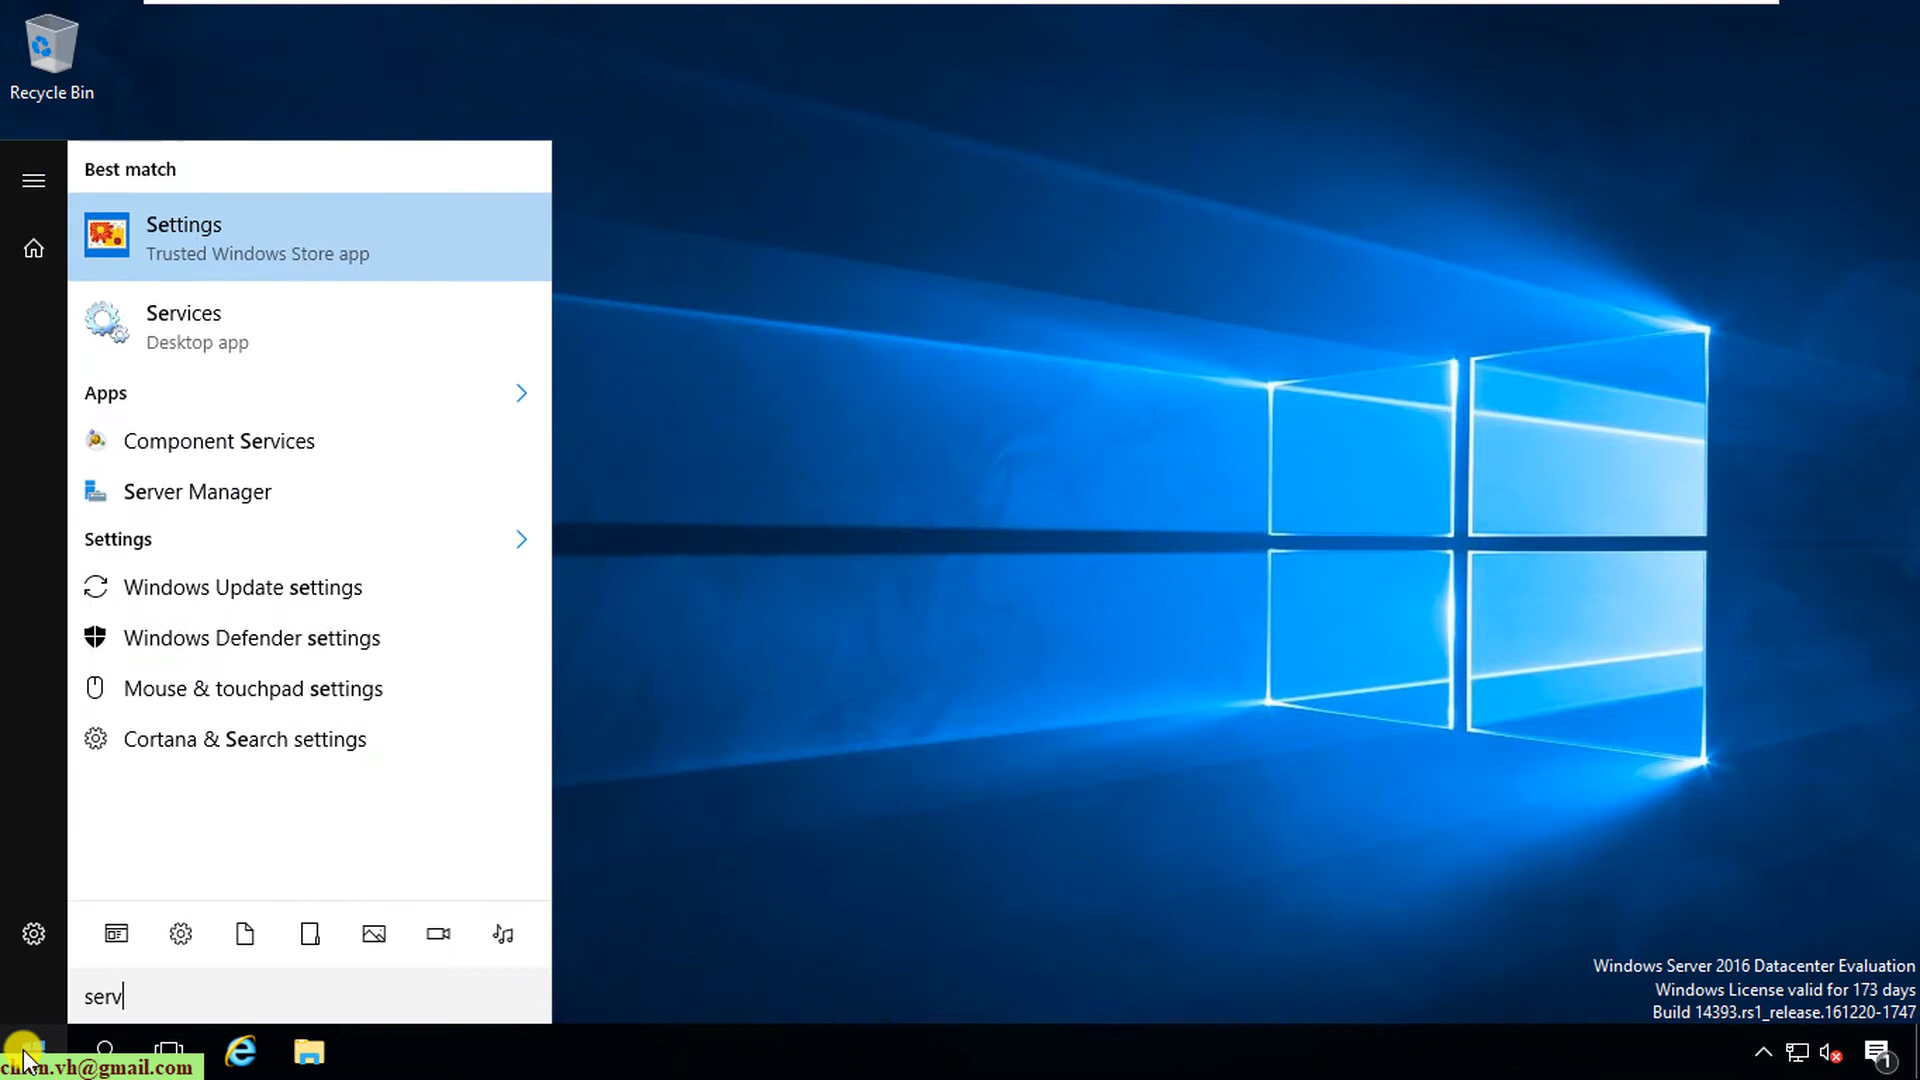 Recycle Bin
Best match
Settings
Trusted Windows Store app
Services
Desktop app
Apps
Component Services
Server Manager
Settings
Windows Update settings
Windows Defender settings
Mouse & touchpad settings
Cortana & Search settings
serv
Windows Server 2016 Datacenter Evaluation
Windows License valid for 173 days
Build 14393.rs1_release.161220-1747
1